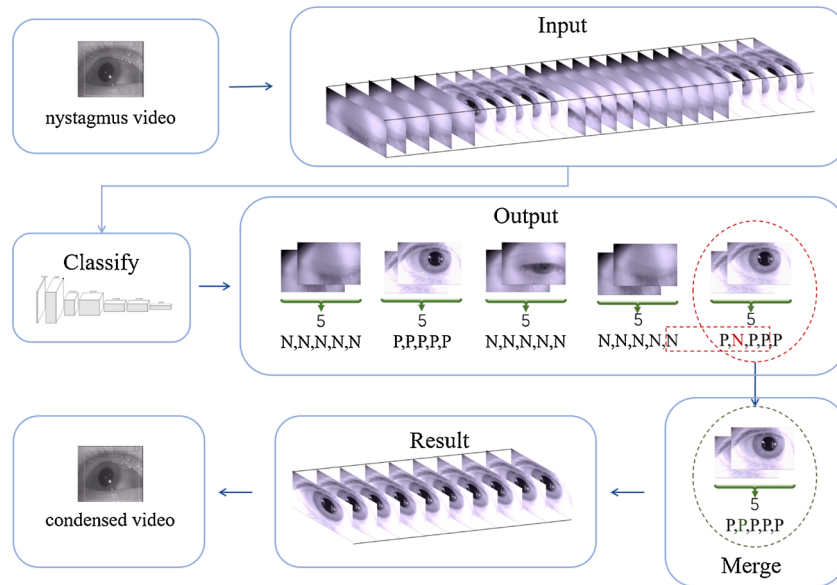 nystagmus video
Input
Classify
Output
5
N,N,N,N,N
5
P,P,P,P,P
5
N,N,N,N,N
5
N,N,N,N,N
5
P,N,P,P,P
condensed video
Result
5
P,P,P,P,P
Merge